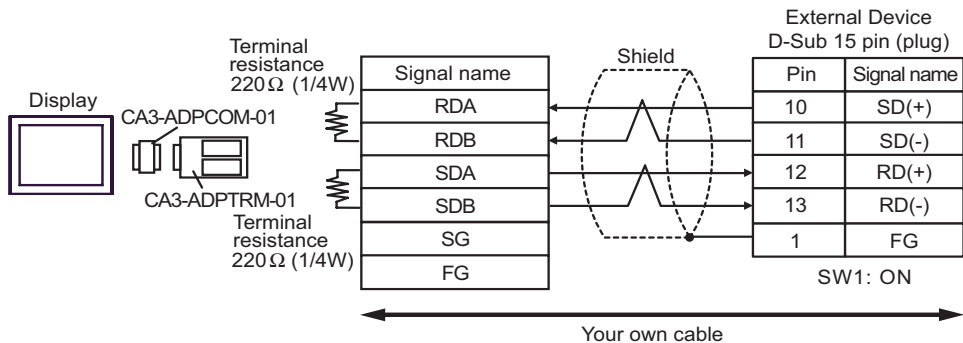 External Device
D-Sub 15 pin (plug)
Terminal
resistance
220Ω (1/4W)
Shield
Signal name
Pin
Signal name
Display
CA3-ADPCOM-01
RDA
10
SD(+)
RDB
11
SD(-)
SDA
12
RD(+)
CA3-ADPTRM-01
SDB
13
RD(-)
Terminal
resistance
220Ω (1/4W)
SG
1
FG
FG
SW1: ON
Your own cable